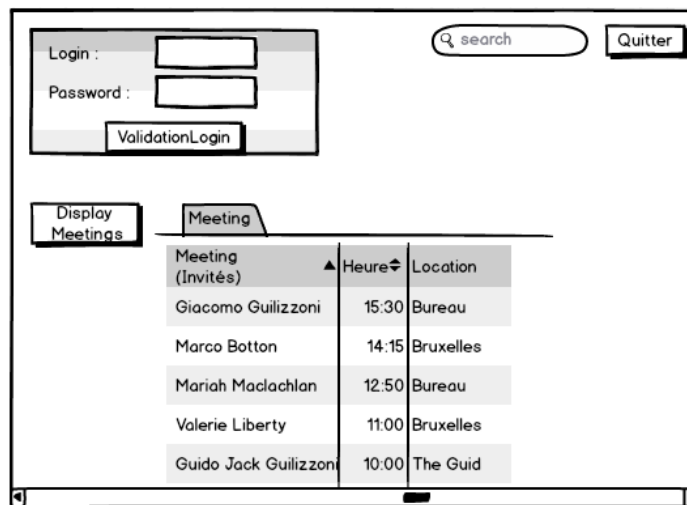 Login :
search
Quitter
Password :
ValidationLogin
Display
Meetings
Meeting
Meeting
(Invités)
Heure
Location
Giacomo Guilizzoni 15:30 Bureau
Marco Botton 14:15 Bruxelles
Mariah Maclachlan 12:50 Bureau
Valerie Liberty 11:00 Bruxelles
Guido Jack Guilizzoni 10:00 The Guid